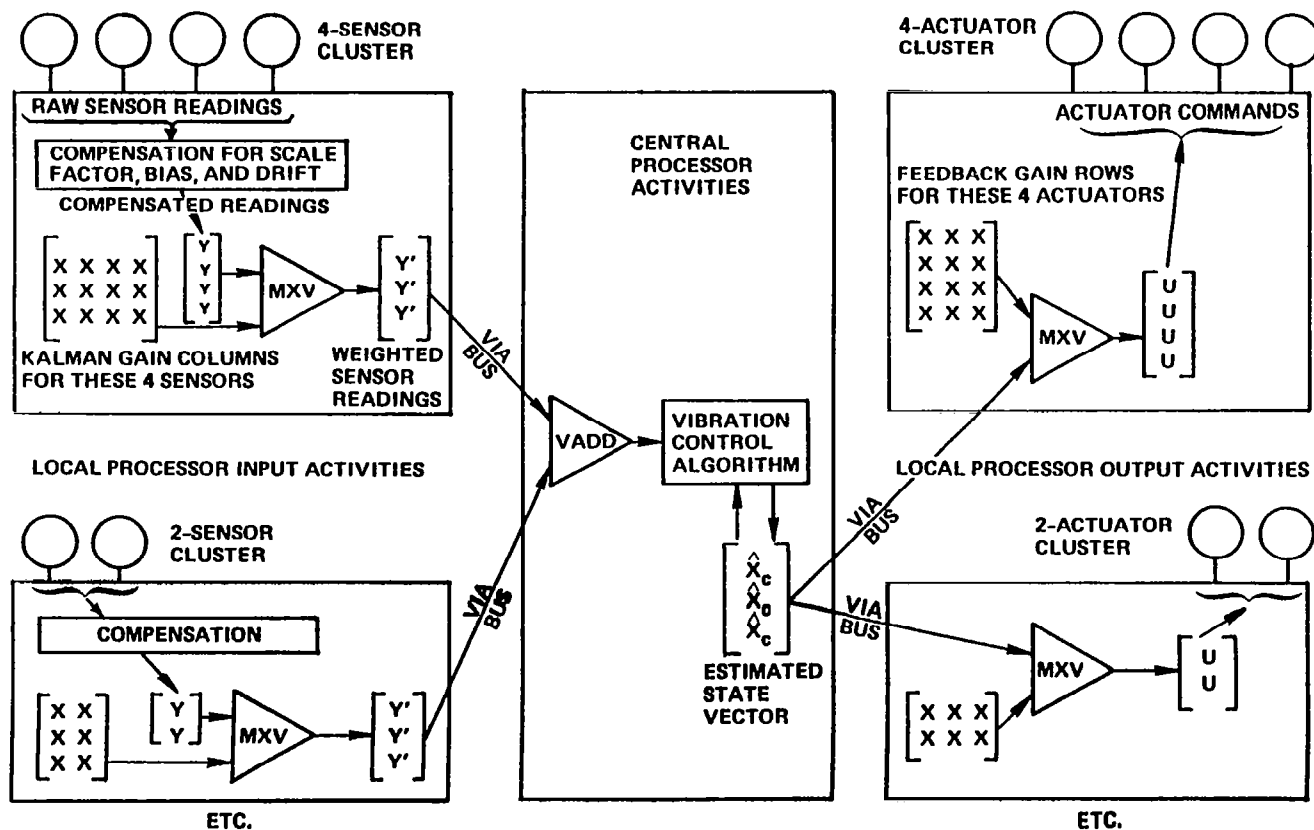 4-SENSOR
CLUSTER
RAW SENSOR READINGS
COMPENSATION FOR SCALE
FACTOR, BIAS, AND DRIFT
COMPENSATED READINGS
X X X X
X X X X
X X X X
Y
Y
Y
Y
MXV
Y'
Y'
Y'
KALMAN GAIN COLUMNS
FOR THESE 4 SENSORS
WEIGHTED
SENSOR
READINGS
VIA
BUS
LOCAL PROCESSOR INPUT ACTIVITIES
2-SENSOR
CLUSTER
COMPENSATION
X X
X X
X X
Y
Y
MXV
Y'
Y'
Y'
VIA
BUS
ETC.
CENTRAL
PROCESSOR
ACTIVITIES
VADD
VIBRATION
CONTROL
ALGORITHM
X̂c
X̂0
X̂c
ESTIMATED
STATE
VECTOR
VIA
BUS
VIA
BUS
4-ACTUATOR
CLUSTER
ACTUATOR COMMANDS
FEEDBACK GAIN ROWS
FOR THESE 4 ACTUATORS
X X X
X X X
X X X
X X X
MXV
U
U
U
U
LOCAL PROCESSOR OUTPUT ACTIVITIES
2-ACTUATOR
CLUSTER
MXV
U
U
X X X
X X X
ETC.